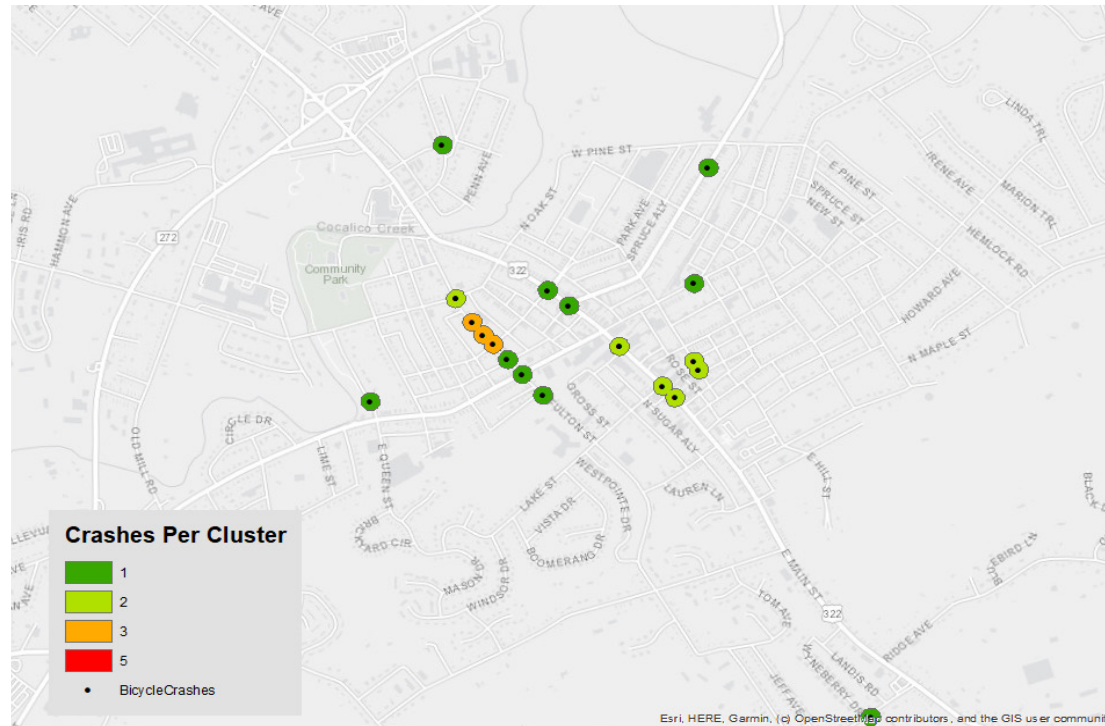 LINDA TRL
W PINE ST
E PINE ST
IRENE AVE
MARION TRL
PENN AVE
SPRUCE ST
NEW ST
N OAK ST
PARK AVE
SPRUCE ALY
HEMLOCK RD
IRIS RD
HAMMON AVE
Cocalico Creek
272
322
Community
Park
HOWARD AVE
N MAPLE ST
ROSE ST
GROSS ST
FULTON ST
N SUGAR ALY
CIRCLE DR
OLD MILL RD
LIME ST
E QUEEN ST
E HILL ST
WESTPOINTE DR
LAKE ST
LAUREN LN
VISTA DR
BOOMERANG DR
MASON DR
WINDSOR DR
E MAIN ST
TOM AVE
322
RIDGE AVE
LANDIS RD
WYNEBERRY DR
JEFF AVE
Crashes Per Cluster
1
2
3
5
BicycleCrashes
Esri, HERE, Garmin, (c) OpenStreetMap contributors, and the GIS user communit